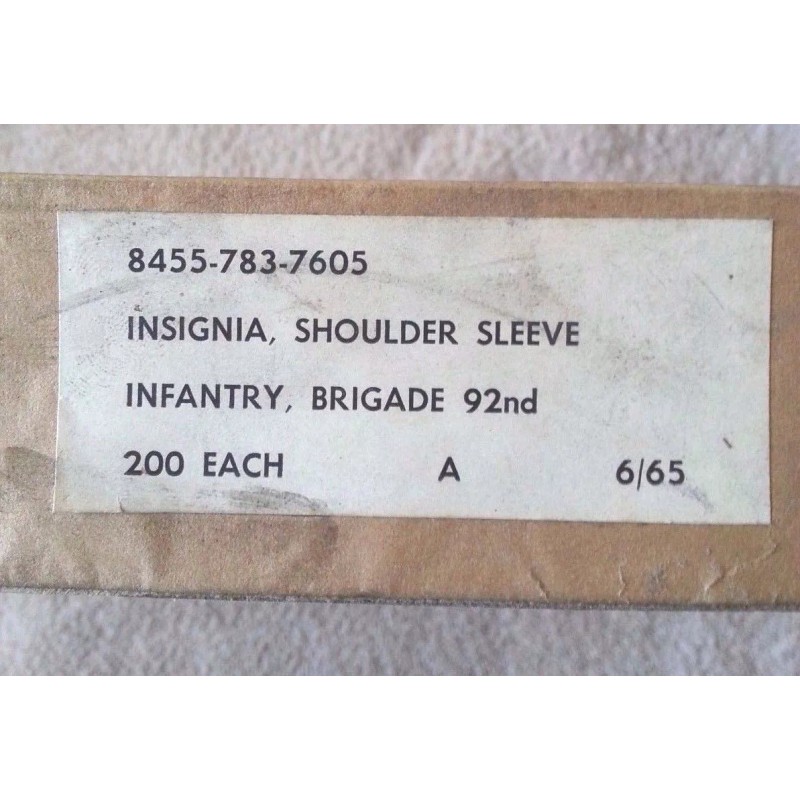 8455-783-7605
INSIGNIA, SHOULDER SLEEVE
INFANTRY, BRIGADE 92nd
200 EACH A 6/65